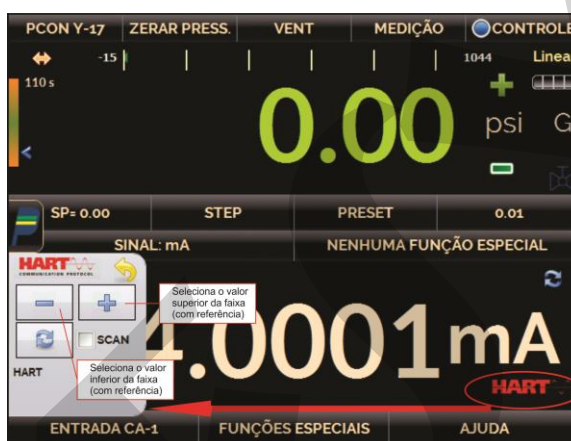 PCON Y-17 ZERAR PRESS. VENT MEDIÇÃO CONTROLE
-15 1044 Linea
110 s
0.00 psi G
SP= 0.00 STEP PRESET 0.01
SINAL: mA NENHUMA FUNÇÃO ESPECIAL
HART
COMMUNICATION PROTOCOL
Seleciona o valor
superior da faixa
(com referência)
SCAN
4.0001 mA
HART
Seleciona o valor
inferior da faixa
(com referência)
HART
ENTRADA CA-1 FUNÇÕES ESPECIAIS AJUDA